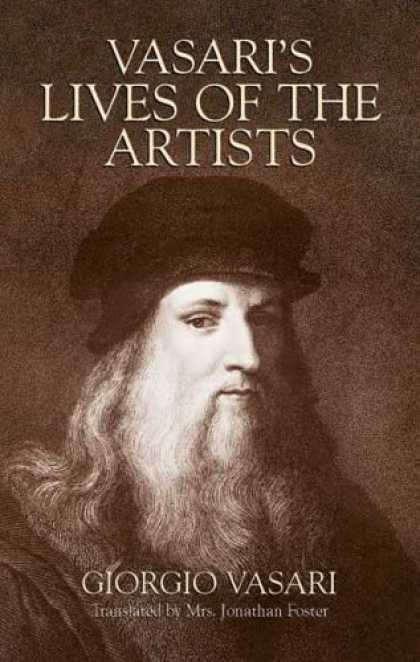 VASARI'S
LIVES OF THE
ARTISTS
GIORGIO VASARI
Translated by Mrs. Jonathan Foster